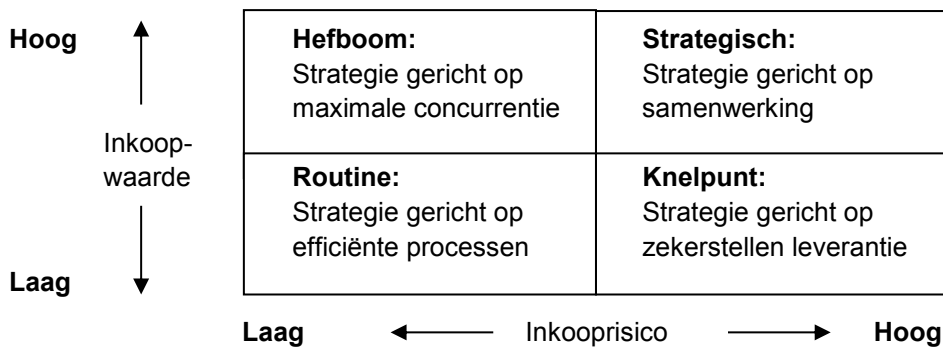 Hoog
Hefboom:
Strategie gericht op
maximale concurrentie
Strategisch:
Strategie gericht op
samenwerking
Inkoop-
waarde
Routine:
Strategie gericht op
efficiënte processen
Knelpunt:
Strategie gericht op
zekerstellen leverantie
Laag
Laag Inkooprisico Hoog